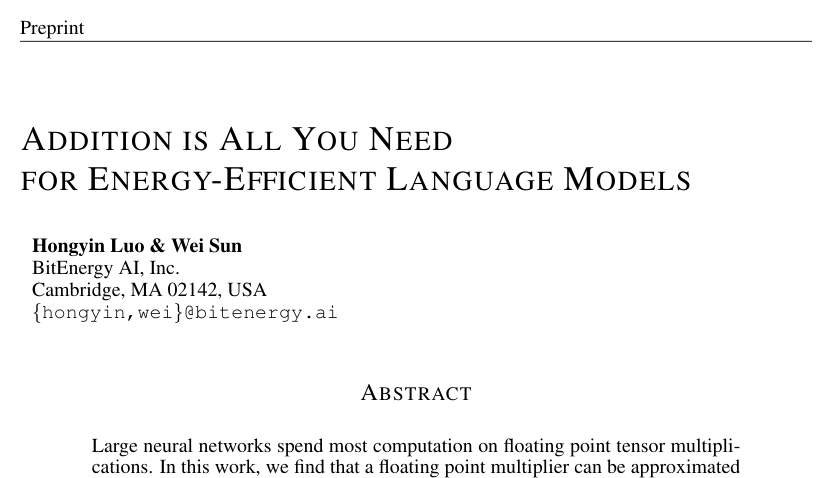 Preprint
ADDITION IS ALL YOU NEED
FOR ENERGY-EFFICIENT LANGUAGE MODELS
Hongyin Luo & Wei Sun
BitEnergy AI, Inc.
Cambridge, MA 02142, USA
{hongyin,wei}@bitenergy.ai
ABSTRACT
Large neural networks spend most computation on floating point tensor multipli-
cations. In this work, we find that a floating point multiplier can be approximated